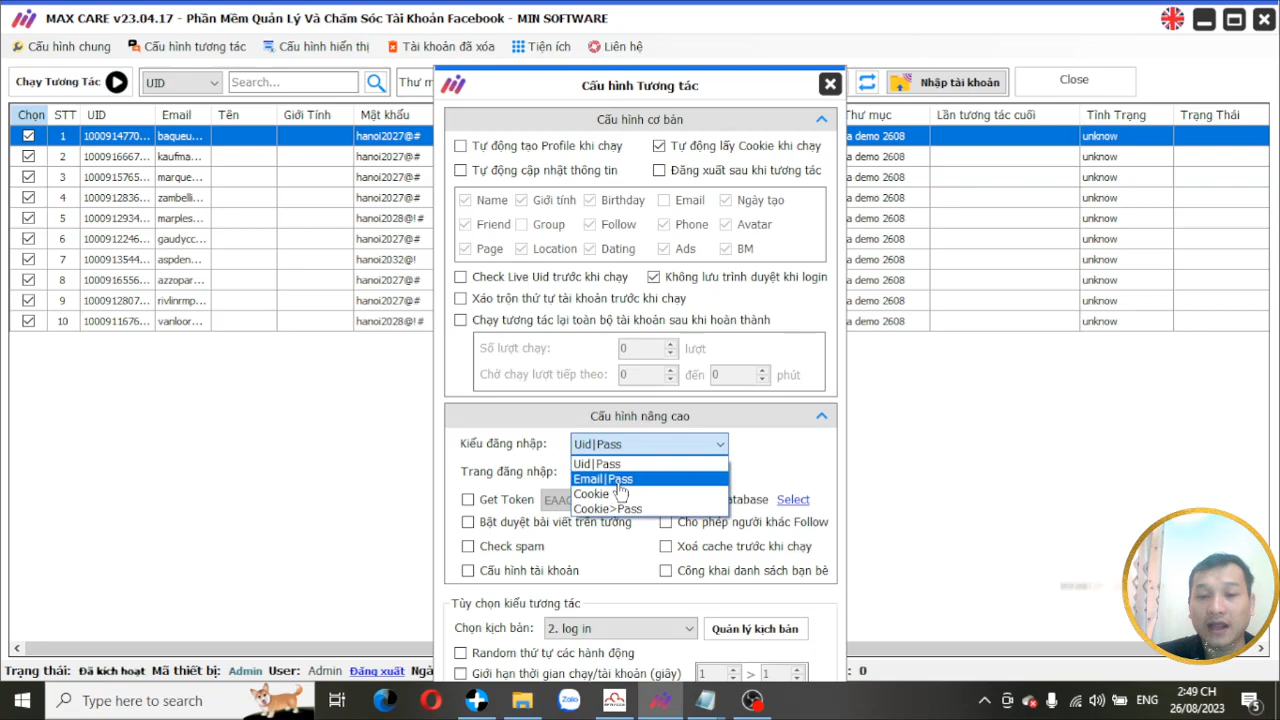 MAX CARE v23.04.17 - Phần Mềm Quản Lý Và Chăm Sóc Tài Khoản Facebook - MIN SOFTWARE
Cấu hình chung Cấu hình tương tác Cấu hình hiển thị Tài khoản đã xóa Tiện ích Liên hệ
Chạy Tương Tác UID Search... Thư m Nhập tài khoản Close
Cấu hình Tương tác
Chọn STT UID Email Tên Giới Tính Mật khẩu hư mục Lần tương tác cuối Tình Trạng Trạng Thái
1 1000914770... baqueu... hanoi2027@# a demo 2608 unknow
2 1000916667... kaufma... hanoi2027@# a demo 2608 unknow
3 1000915765... marque... hanoi2027@# a demo 2608 unknow
4 1000912836... zambelli... hanoi2027@# a demo 2608 unknow
5 1000912934... marples... hanoi2028@!# a demo 2608 unknow
6 1000912246... gaudycc... hanoi2027@# a demo 2608 unknow
7 1000913544... aspden... hanoi2032@! a demo 2608 unknow
8 1000916556... azzopar... hanoi2027@# a demo 2608 unknow
9 1000912807... rivlinrmp... hanoi2027@# a demo 2608 unknow
10 1000911676... vanloor... hanoi2028@!# a demo 2608 unknow
Cấu hình cơ bản
Tự động tạo Profile khi chạy Tự động lấy Cookie khi chạy
Tự động cập nhật thông tin Đăng xuất sau khi tương tác
Name Giới tính Birthday Email Ngày tạo
Friend Group Follow Phone Avatar
Page Location Dating Ads BM
Check Live Uid trước khi chạy Không lưu trình duyệt khi login
Xáo trộn thứ tự tài khoản trước khi chạy
Chạy tương tác lại toàn bộ tài khoản sau khi hoàn thành
Số lượt chạy: 0 lượt
Chờ chạy lượt tiếp theo: 0 đến 0 phút
Cấu hình nâng cao
Kiểu đăng nhập: Uid|Pass
Uid|Pass
Trang đăng nhập: Email|Pass
Cookie
Get Token EAAC atabase Select
Cookie>Pass
Bật duyệt bài viết trên tường Cho phép người khác Follow
Check spam Xoá cache trước khi chạy
Cấu hình tài khoản Công khai danh sách bạn bè
Tùy chọn kiểu tương tác
Chọn kịch bản: 2. log in Quản lý kịch bản
Random thứ tự các hành động
Giới hạn thời gian chạy/tài khoản (giây) 1 > 1
Trạng thái: Đã kích hoạt Mã thiết bị: Admin User: Admin Đăng xuất Ngà : 0
Type here to search ENG 2:49 CH
26/08/2023 5